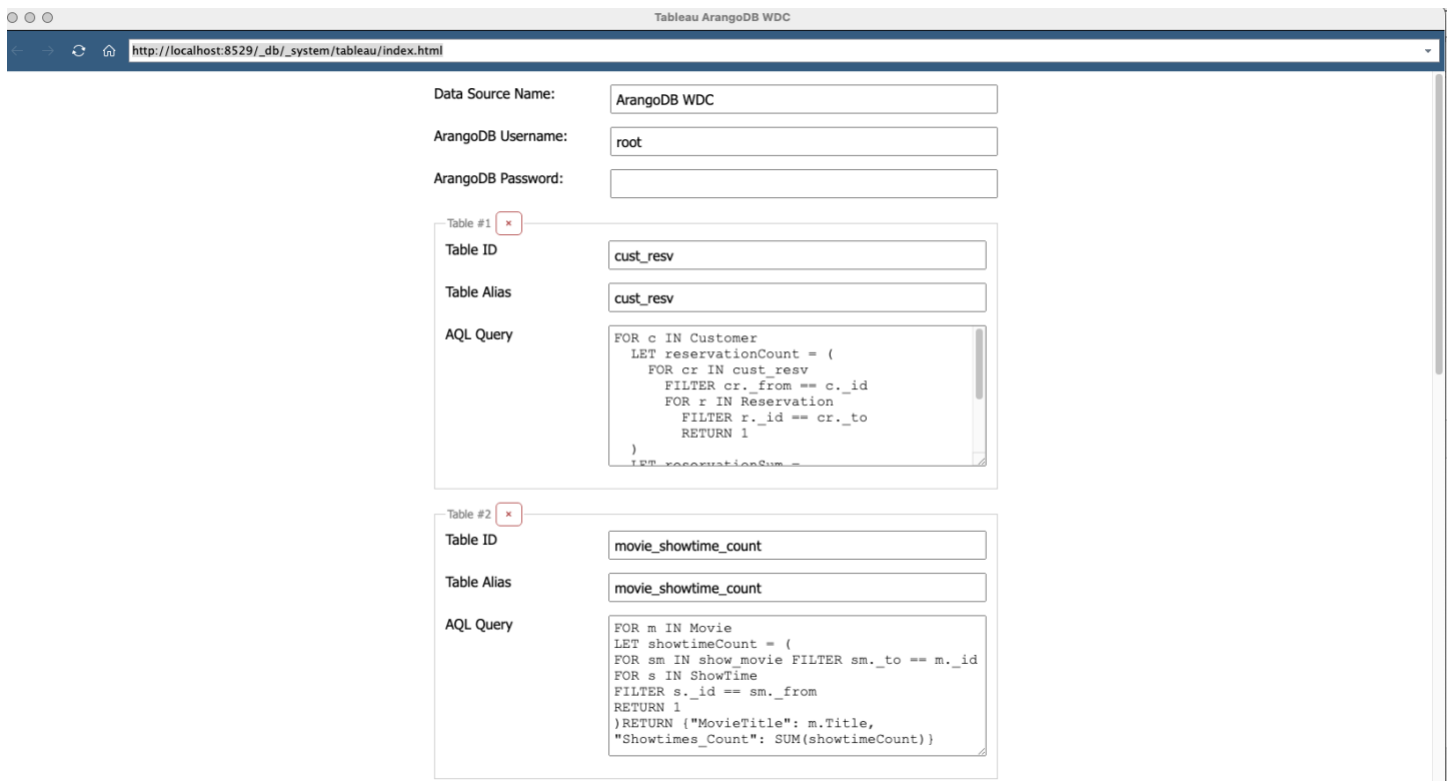 Tableau ArangoDB WDC
http://localhost:8529/_db/_system/tableau/index.html
Data Source Name:
ArangoDB WDC
ArangoDB Username:
root
ArangoDB Password:
Table #1 ×
Table ID
cust_resv
Table Alias
cust_resv
AQL Query
FOR c IN Customer
  LET reservationCount = (
    FOR cr IN cust_resv
      FILTER cr._from == c._id
      FOR r IN Reservation
        FILTER r._id == cr._to
        RETURN 1
  )
  LET reservationSum =
Table #2 ×
Table ID
movie_showtime_count
Table Alias
movie_showtime_count
AQL Query
FOR m IN Movie
LET showtimeCount = (
FOR sm IN show_movie FILTER sm._to == m._id
FOR s IN ShowTime
FILTER s._id == sm._from
RETURN 1
)RETURN {"MovieTitle": m.Title,
"Showtimes_Count": SUM(showtimeCount)}